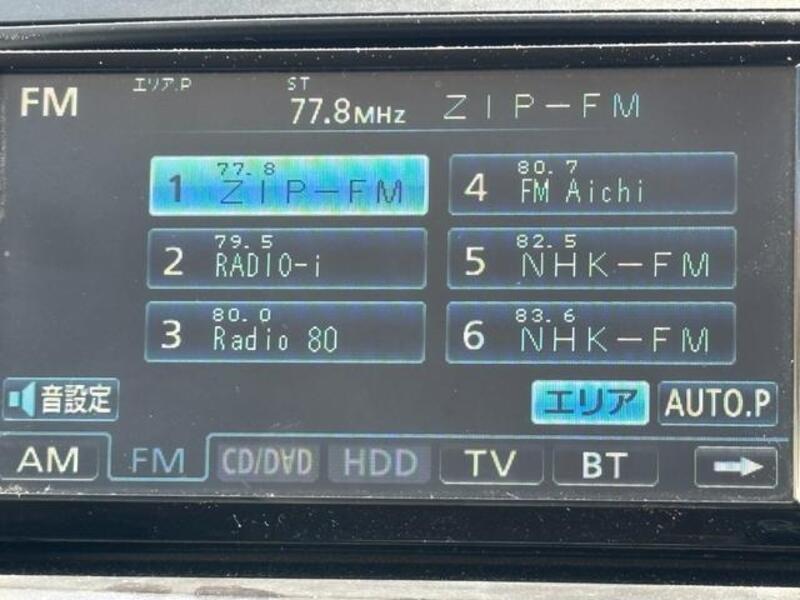 FM エリア.P ST
77.8MHz ZIP-FM
1 77.8 ZIP-FM
2 79.5 RADIO-i
3 80.0 Radio 80
4 80.7 FM Aichi
5 82.5 NHK-FM
6 83.6 NHK-FM
音設定 エリア AUTO.P
AM FM CD/DVD HDD TV BT